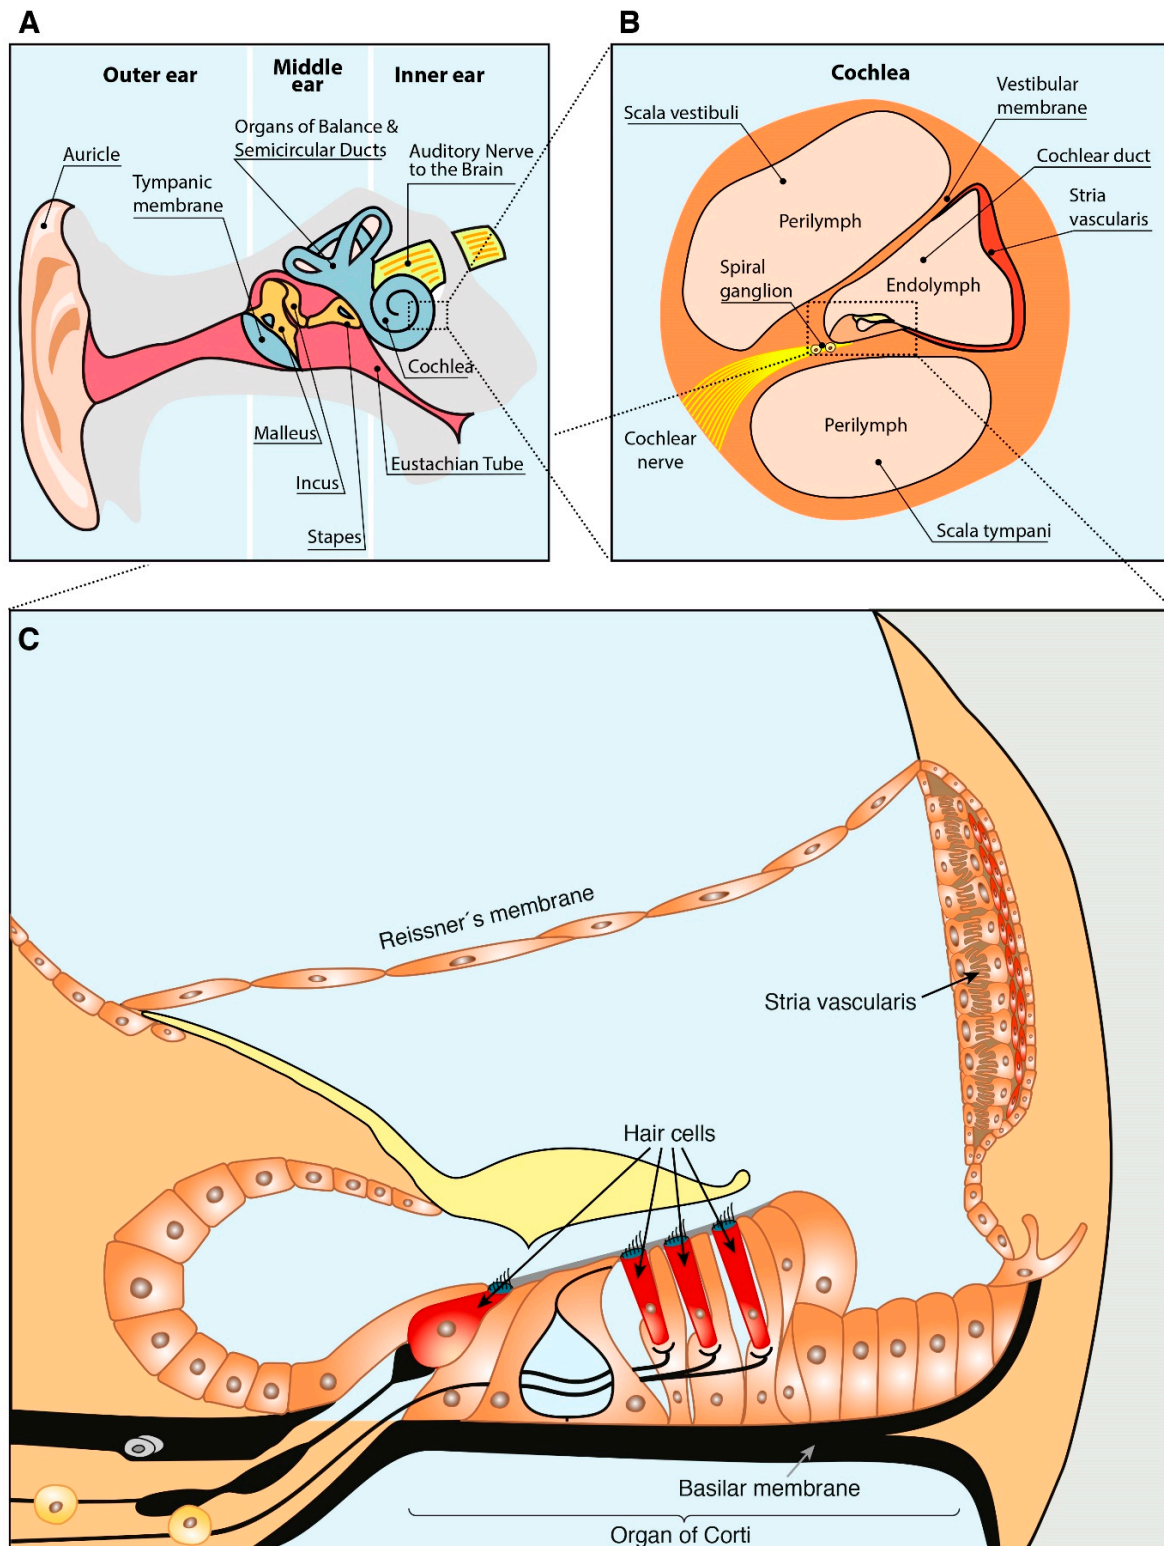 A
Outer ear
Middle
ear
Inner ear
Auricle
Tympanic
membrane
Organs of Balance &
Semicircular Ducts
Auditory Nerve
to the Brain
Cochlea
Malleus
Incus
Stapes
Eustachian Tube
B
Cochlea
Scala vestibuli
Vestibular
membrane
Cochlear duct
Stria
vascularis
Perilymph
Spiral
ganglion
Endolymph
Cochlear
nerve
Perilymph
Scala tympani
C
Reissner´s membrane
Stria vascularis
Hair cells
Basilar membrane
Organ of Corti